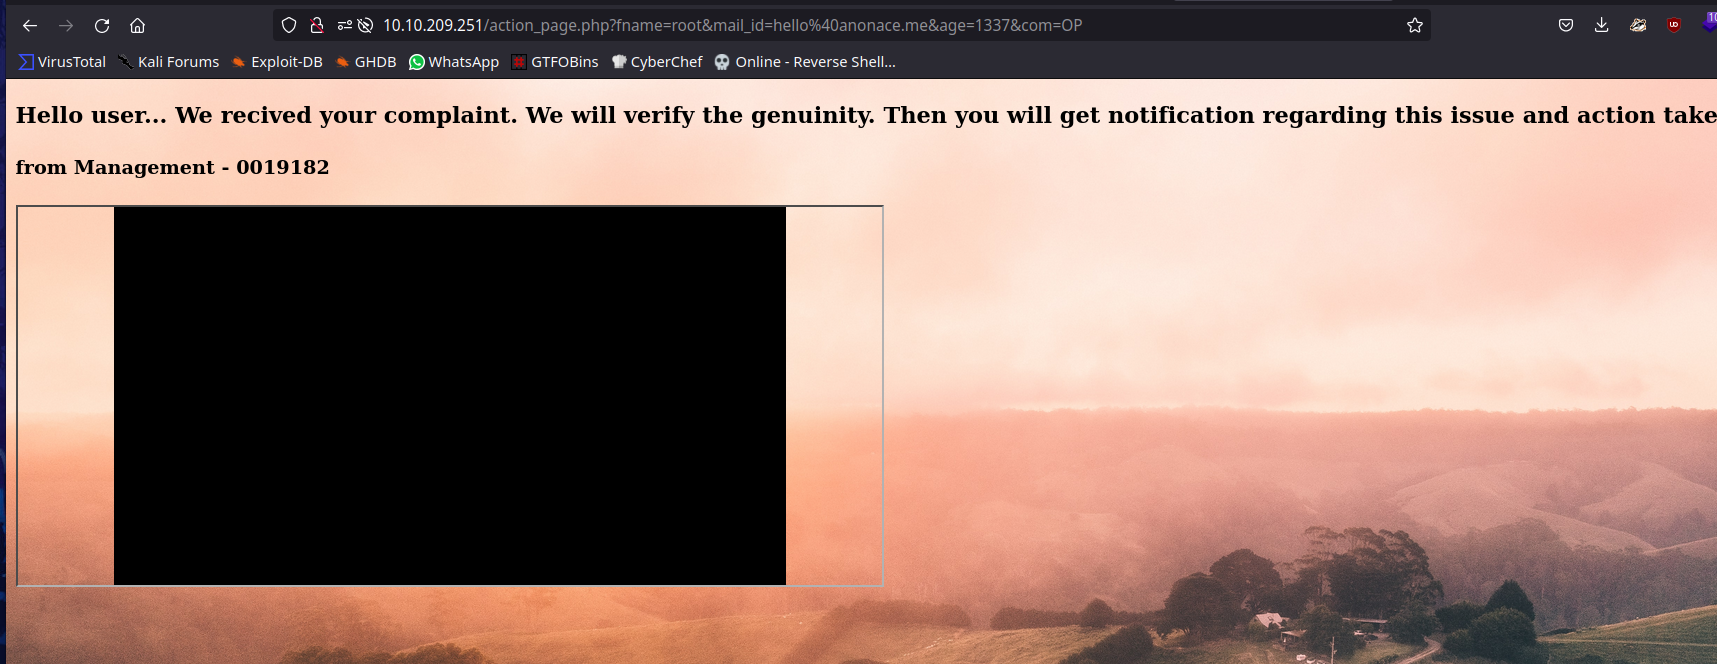 10.10.209.251/action_page.php?fname=root&mail_id=hello%40anonace.me&age=1337&com=OP
VirusTotal Kali Forums Exploit-DB GHDB WhatsApp GTFOBins CyberChef Online - Reverse Shell...
Hello user... We recived your complaint. We will verify the genuinity. Then you will get notification regarding this issue and action take
from Management - 0019182